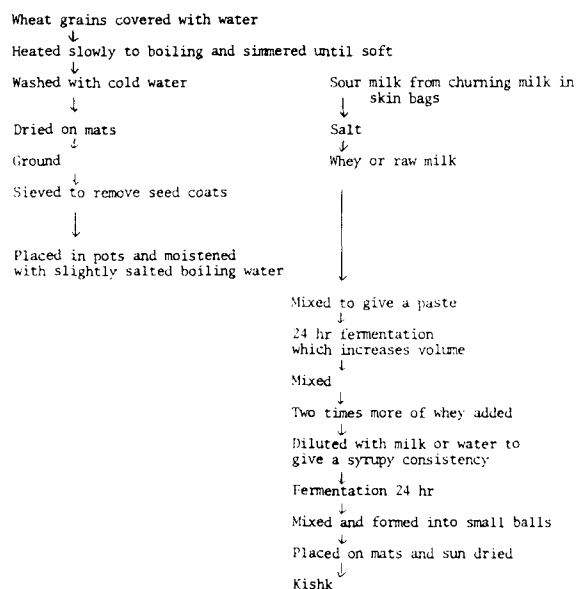 Wheat grains covered with water
Heated slowly to boiling and simmered until soft
Washed with cold water
Dried on mats
Ground
Sieved to remove seed coats
Placed in pots and moistened
with slightly salted boiling water
Sour milk from churning milk in
skin bags
Salt
Whey or raw milk
Mixed to give a paste
24 hr fermentation
which increases volume
Mixed
Two times more of whey added
Diluted with milk or water to
give a syrupy consistency
Fermentation 24 hr
Mixed and formed into small balls
Placed on mats and sun dried
Kishk